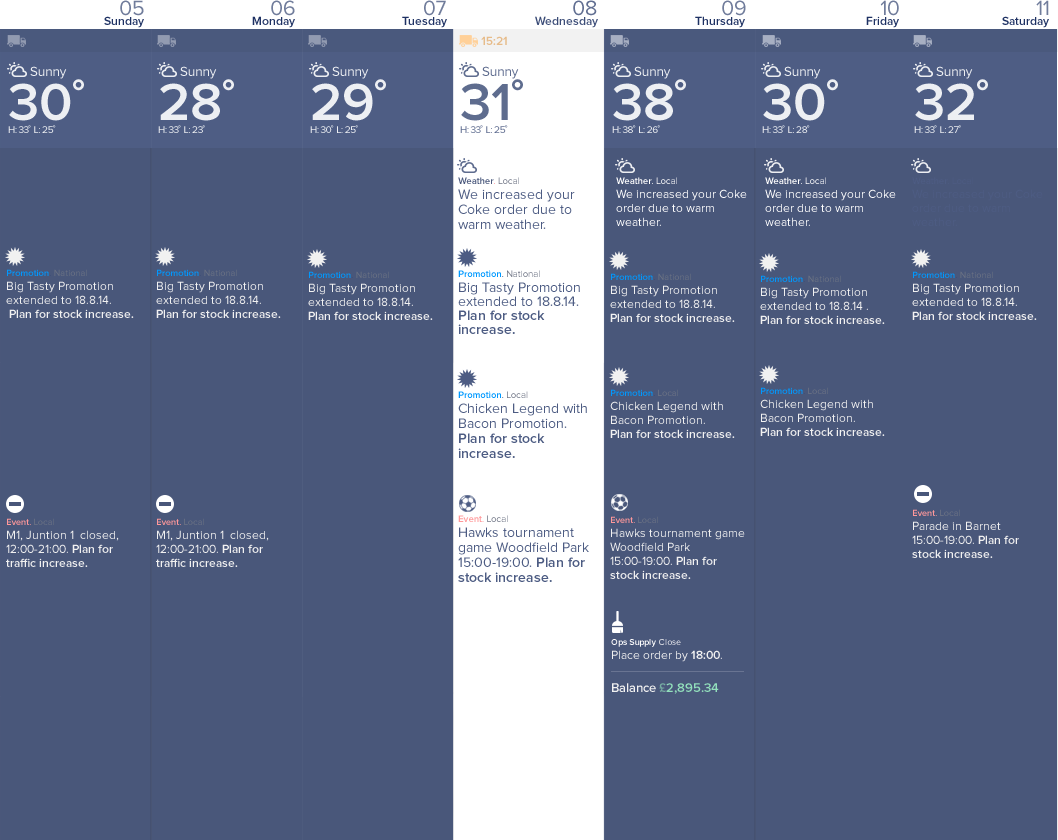 05
Sunday
Sunny
30°
H: 33° L: 25°
Promotion National
Big Tasty Promotion
extended to 18.8.14.
Plan for stock increase.
Event. Local
M1, Juntion 1 closed,
12:00-21:00. Plan for
traffic increase.
06
Monday
Sunny
28°
H: 33° L: 23°
Promotion National
Big Tasty Promotion
extended to 18.8.14.
Plan for stock increase.
Event. Local
M1, Juntion 1 closed,
12:00-21:00. Plan for
traffic increase.
07
Tuesday
Sunny
29°
H: 30° L: 25°
Promotion National
Big Tasty Promotion
extended to 18.8.14.
Plan for stock increase.
08
Wednesday
15:21
Sunny
31°
H: 33° L: 25°
Weather. Local
We increased your
Coke order due to
warm weather.
Promotion. National
Big Tasty Promotion
extended to 18.8.14.
Plan for stock
increase.
Promotion. Local
Chicken Legend with
Bacon Promotion.
Plan for stock
increase.
Event. Local
Hawks tournament
game Woodfield Park
15:00-19:00. Plan for
stock increase.
09
Thursday
Sunny
38°
H: 38° L: 26°
Weather. Local
We increased your Coke
order due to warm
weather.
Promotion National
Big Tasty Promotion
extended to 18.8.14.
Plan for stock increase.
Promotion Local
Chicken Legend with
Bacon Promotion.
Plan for stock increase.
Event. Local
Hawks tournament game
Woodfield Park
15:00-19:00. Plan for
stock increase.
Ops Supply Close
Place order by 18:00.
Balance £2,895.34
10
Friday
Sunny
30°
H: 33° L: 28°
Weather. Local
We increased your Coke
order due to warm
weather.
Promotion National
Big Tasty Promotion
extended to 18.8.14 .
Plan for stock increase.
Promotion Local
Chicken Legend with
Bacon Promotion.
Plan for stock increase.
11
Saturday
Sunny
32°
H: 33° L: 27°
Promotion National
Big Tasty Promotion
extended to 18.8.14.
Plan for stock increase.
Event. Local
Parade in Barnet
15:00-19:00. Plan for
stock increase.